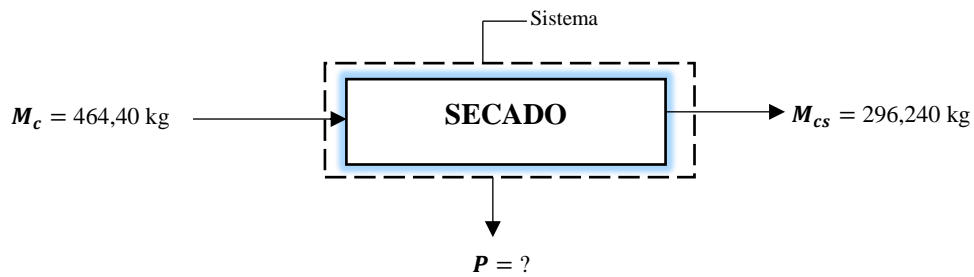 Sistema
M_c = 464,40 kg
SECADO
M_cs = 296,240 kg
P = ?